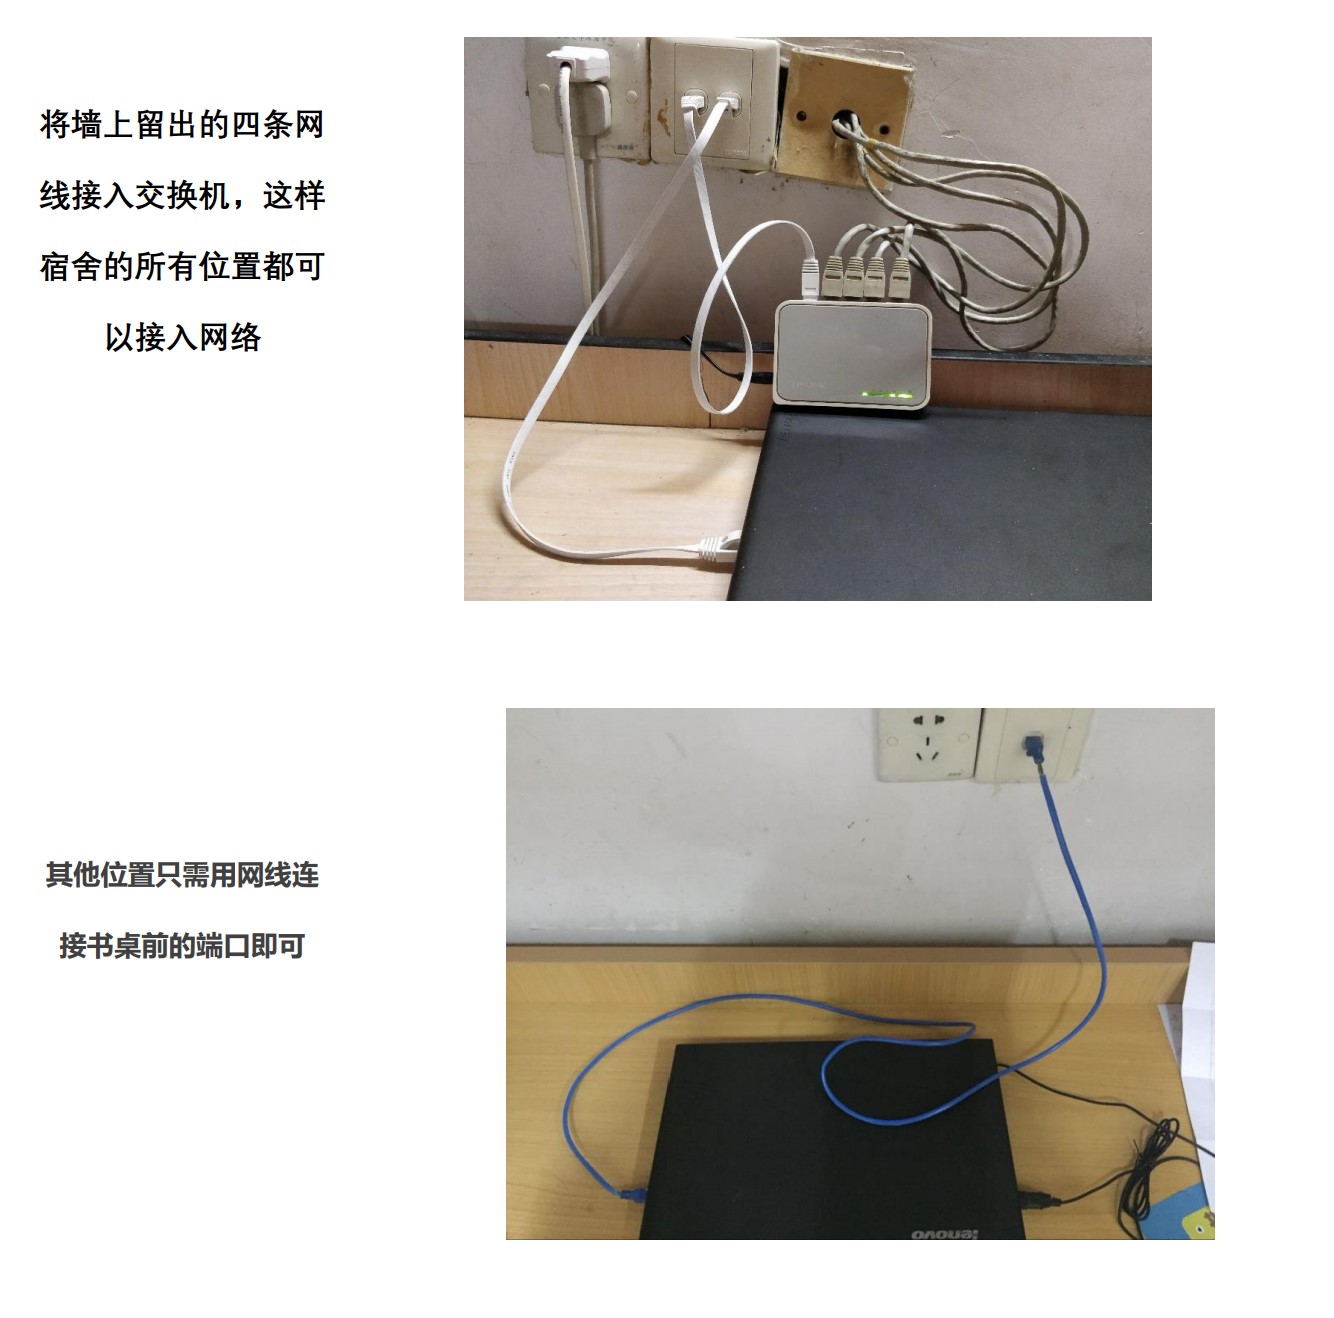 将墙上留出的四条网
线接入交换机，这样
宿舍的所有位置都可
以接入网络
其他位置只需用网线连
接书桌前的端口即可
lenovo